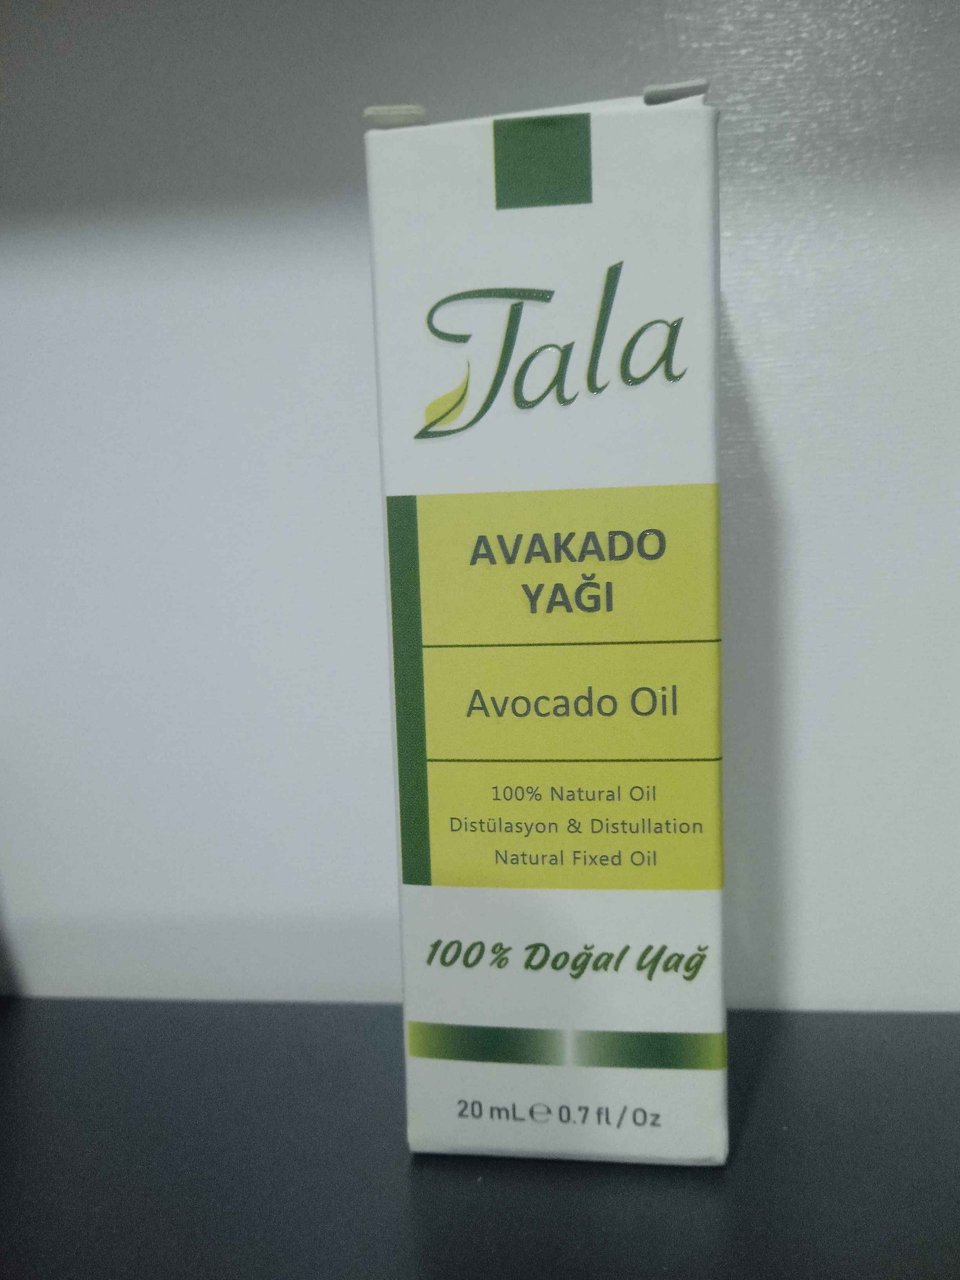 Tala
AVAKADO
YAĞI
Avocado Oil
100% Natural Oil
Distülasyon & Distullation
Natural Fixed Oil
100% Doğal Yağ
20 mL ℮ 0.7 fl / Oz